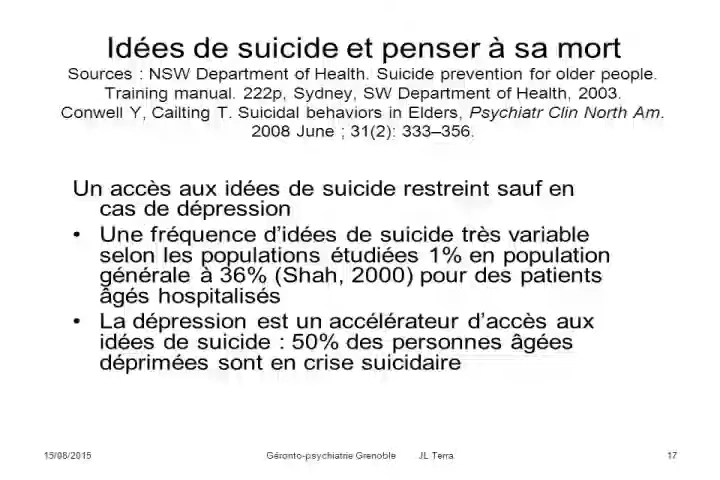 Idées de suicide et penser à sa mort
Sources : NSW Department of Health. Suicide prevention for older people.
Training manual. 222p, Sydney, SW Department of Health, 2003.
Conwell Y, Cailting T. Suicidal behaviors in Elders, Psychiatr Clin North Am.
2008 June ; 31(2): 333–356.
Un accès aux idées de suicide restreint sauf en
cas de dépression
• Une fréquence d'idées de suicide très variable
selon les populations étudiées 1% en population
générale à 36% (Shah, 2000) pour des patients
âgés hospitalisés
• La dépression est un accélérateur d'accès aux
idées de suicide : 50% des personnes âgées
déprimées sont en crise suicidaire
13/08/2015 Géronto-psychiatrie Grenoble JL Terra 17